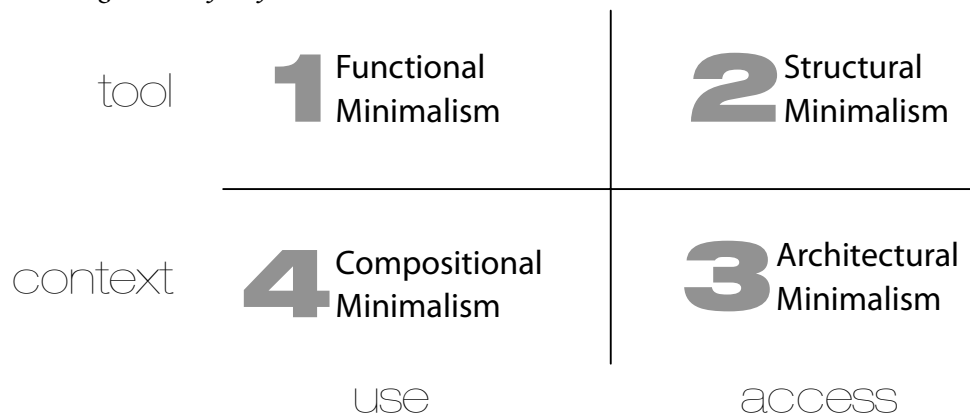 tool
1 Functional
Minimalism
2 Structural
Minimalism
context
4 Compositional
Minimalism
3 Architectural
Minimalism
use
access